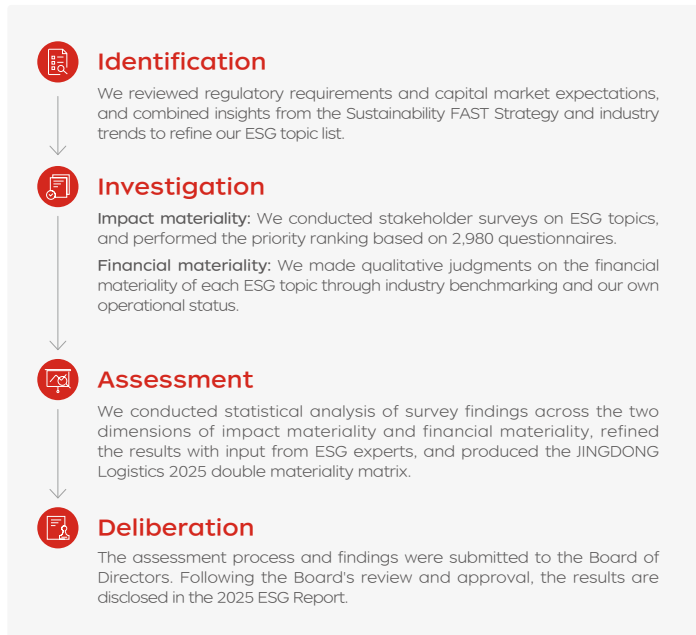 Identification
We reviewed regulatory requirements and capital market expectations,
and combined insights from the Sustainability FAST Strategy and industry
trends to refine our ESG topic list.
Investigation
Impact materiality: We conducted stakeholder surveys on ESG topics,
and performed the priority ranking based on 2,980 questionnaires.
Financial materiality: We made qualitative judgments on the financial
materiality of each ESG topic through industry benchmarking and our own
operational status.
Assessment
We conducted statistical analysis of survey findings across the two
dimensions of impact materiality and financial materiality, refined
the results with input from ESG experts, and produced the JINGDONG
Logistics 2025 double materiality matrix.
Deliberation
The assessment process and findings were submitted to the Board of
Directors. Following the Board's review and approval, the results are
disclosed in the 2025 ESG Report.